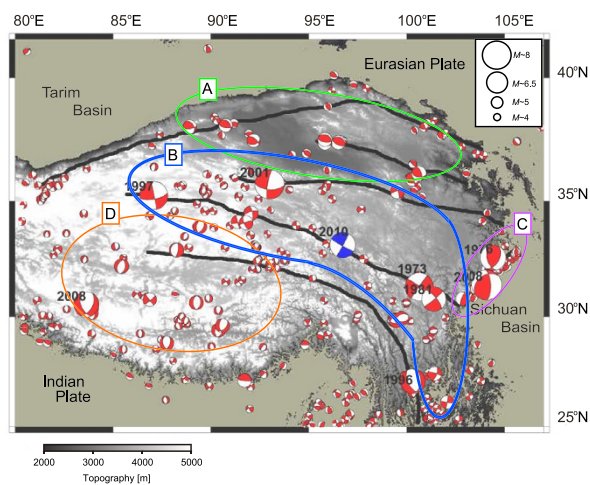 80°E 85°E 90°E 95°E 100°E 105°E
Eurasian Plate
M~8
M~6.5
M~5
M~4
40°N
Tarim
Basin
A
B
1997
2001
35°N
D
C
2010
1976
1973
2008
1981
2008
30°N
Sichuan
Basin
Indian
Plate
1996
25°N
2000 3000 4000 5000
Topography [m]